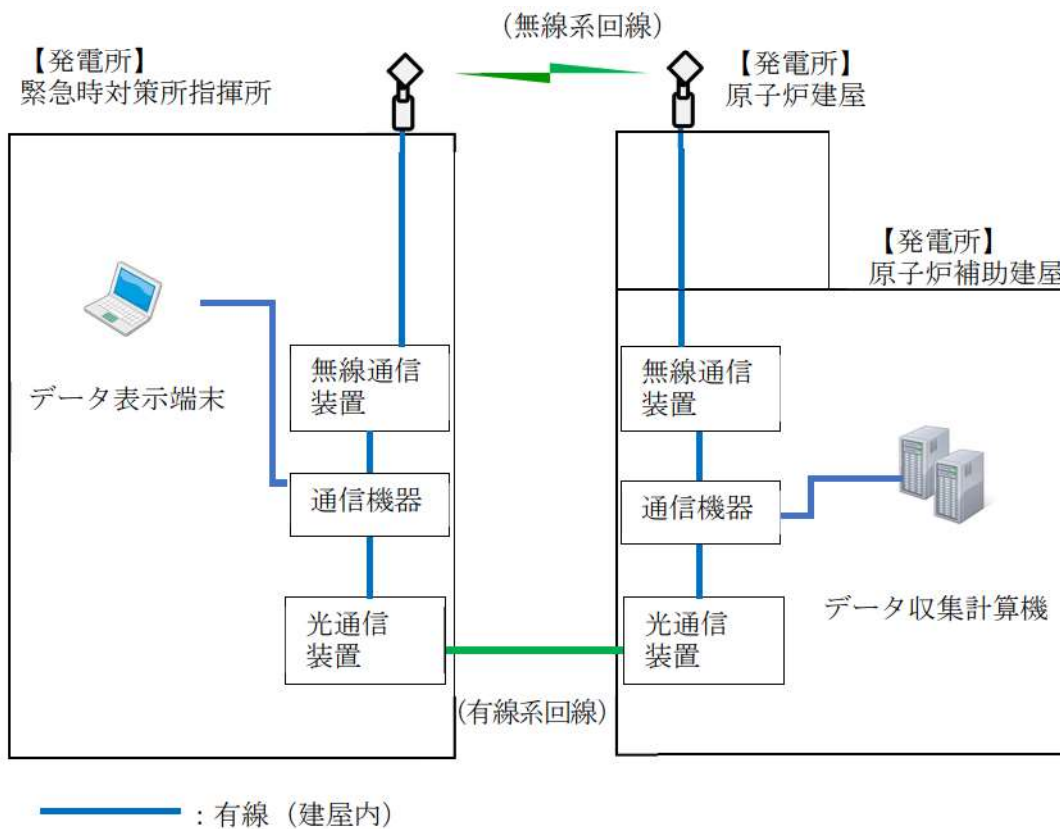 (無線系回線)
【発電所】
緊急時対策所指揮所
【発電所】
原子炉建屋
【発電所】
原子炉補助建屋
データ表示端末
無線通信
装置
通信機器
光通信
装置
無線通信
装置
通信機器
光通信
装置
データ収集計算機
(有線系回線)
:有線(建屋内)